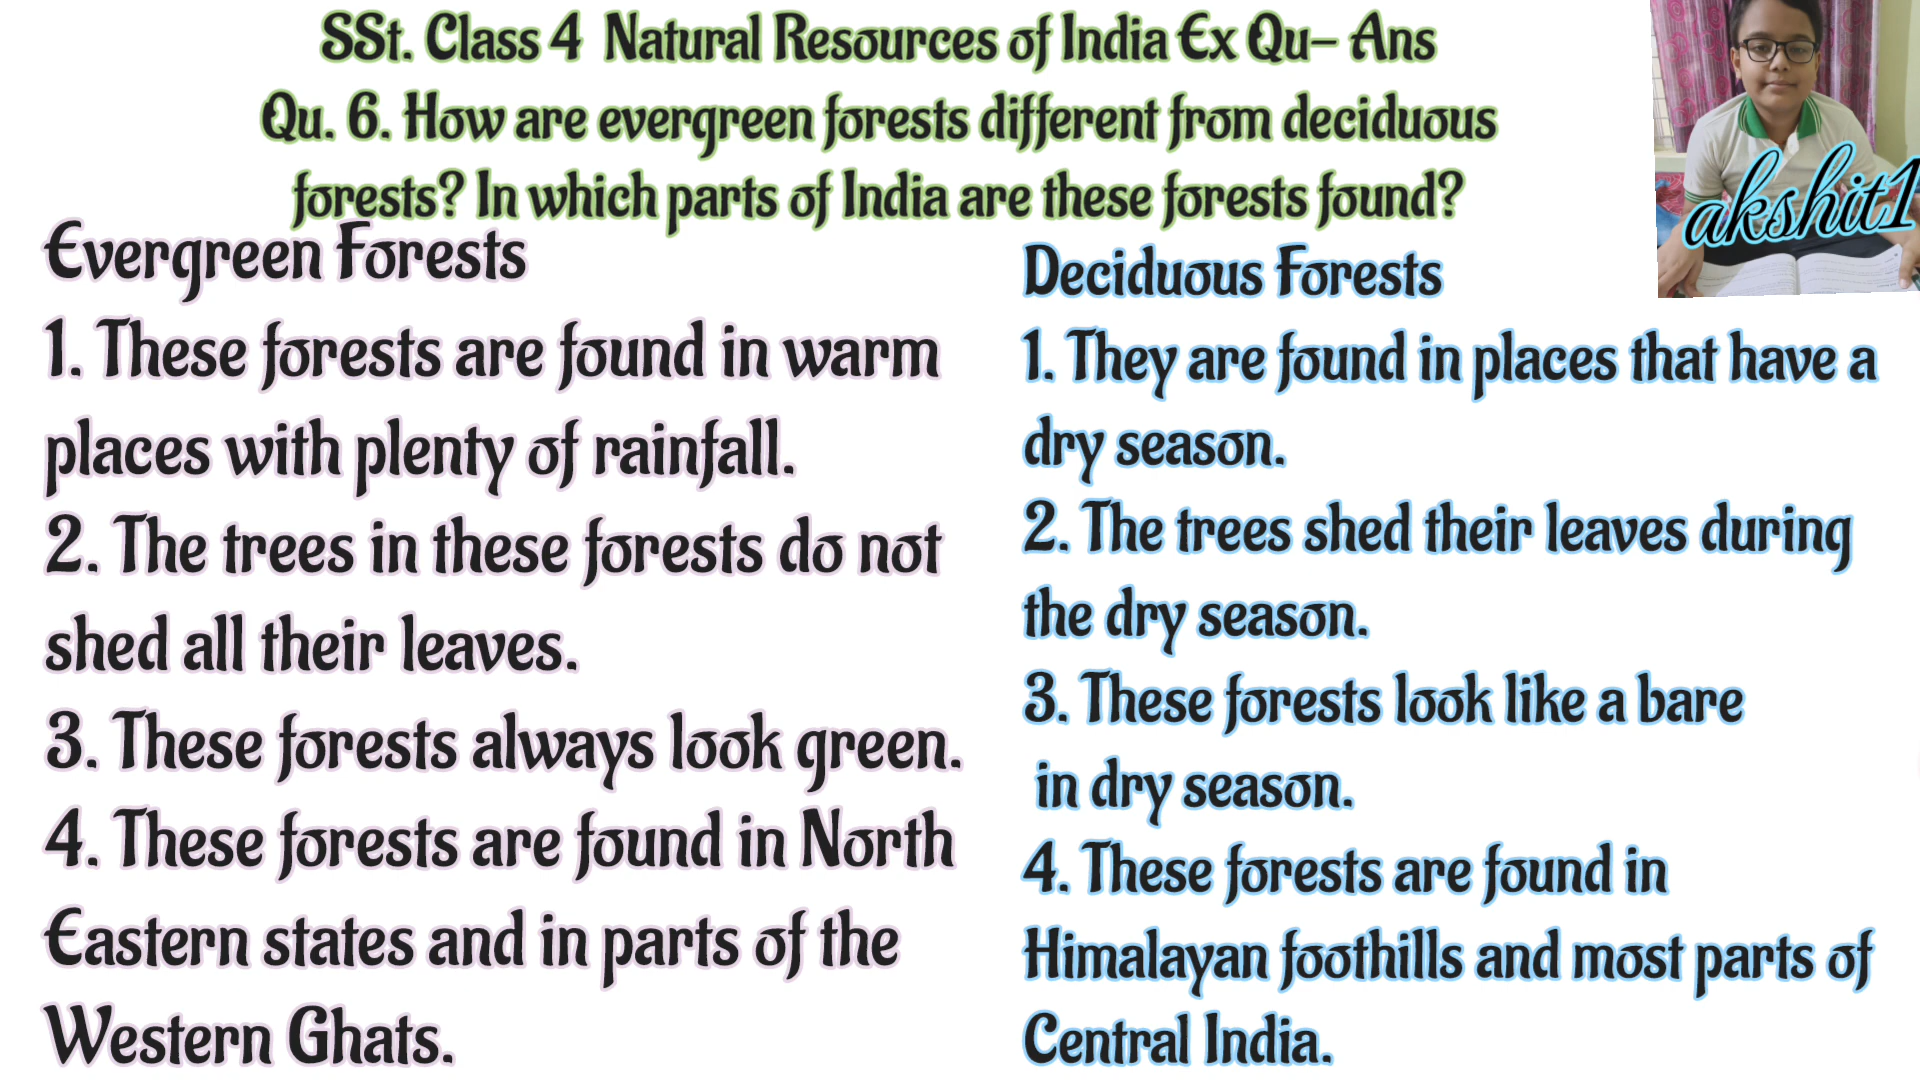 SSt. Class 4 Natural Resources of India Ex Qu– Ans
Qu. 6. How are evergreen forests different from deciduous
forests? In which parts of India are these forests found?
akshit1
Evergreen Forests
1. These forests are found in warm
places with plenty of rainfall.
2. The trees in these forests do not
shed all their leaves.
3. These forests always look green.
4. These forests are found in North
Eastern states and in parts of the
Western Ghats.
Deciduous Forests
1. They are found in places that have a
dry season.
2. The trees shed their leaves during
the dry season.
3. These forests look like a bare
in dry season.
4. These forests are found in
Himalayan foothills and most parts of
Central India.